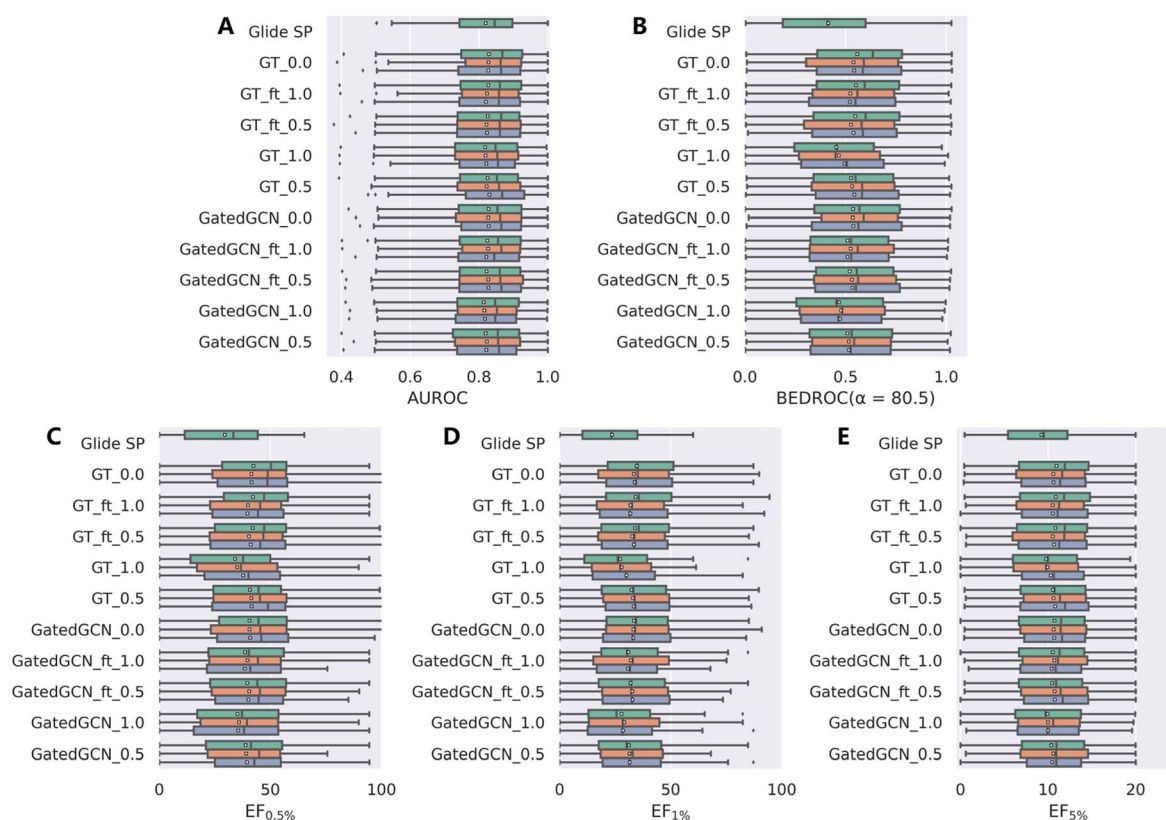 A
Glide SP
GT_0.0
GT_ft_1.0
GT_ft_0.5
GT_1.0
GT_0.5
GatedGCN_0.0
GatedGCN_ft_1.0
GatedGCN_ft_0.5
GatedGCN_1.0
GatedGCN_0.5
0.4 0.6 0.8 1.0
AUROC
B
Glide SP
GT_0.0
GT_ft_1.0
GT_ft_0.5
GT_1.0
GT_0.5
GatedGCN_0.0
GatedGCN_ft_1.0
GatedGCN_ft_0.5
GatedGCN_1.0
GatedGCN_0.5
0.0 0.5 1.0
BEDROC(α = 80.5)
C
Glide SP
GT_0.0
GT_ft_1.0
GT_ft_0.5
GT_1.0
GT_0.5
GatedGCN_0.0
GatedGCN_ft_1.0
GatedGCN_ft_0.5
GatedGCN_1.0
GatedGCN_0.5
0 50 100
EF0.5%
D
Glide SP
GT_0.0
GT_ft_1.0
GT_ft_0.5
GT_1.0
GT_0.5
GatedGCN_0.0
GatedGCN_ft_1.0
GatedGCN_ft_0.5
GatedGCN_1.0
GatedGCN_0.5
0 50 100
EF1%
E
Glide SP
GT_0.0
GT_ft_1.0
GT_ft_0.5
GT_1.0
GT_0.5
GatedGCN_0.0
GatedGCN_ft_1.0
GatedGCN_ft_0.5
GatedGCN_1.0
GatedGCN_0.5
0 10 20
EF5%